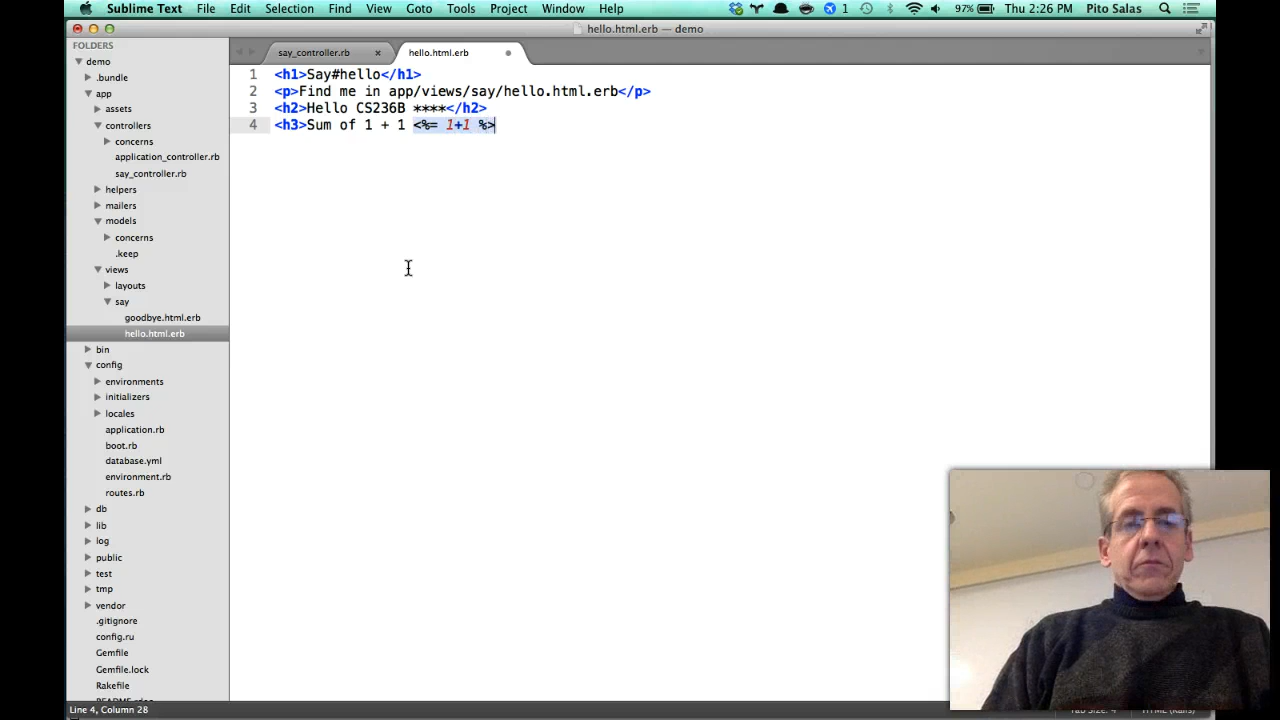 Sublime Text File Edit Selection Find View Goto Tools Project Window Help 1 97% Thu 2:26 PM Pito Salas
hello.html.erb — demo
FOLDERS
demo
.bundle
app
assets
controllers
concerns
application_controller.rb
say_controller.rb
helpers
mailers
models
concerns
.keep
views
layouts
say
goodbye.html.erb
hello.html.erb
bin
config
environments
initializers
locales
application.rb
boot.rb
database.yml
environment.rb
routes.rb
db
lib
log
public
test
tmp
vendor
.gitignore
config.ru
Gemfile
Gemfile.lock
Rakefile
say_controller.rb × hello.html.erb
1 <h1>Say#hello</h1>
2 <p>Find me in app/views/say/hello.html.erb</p>
3 <h2>Hello CS236B ****</h2>
4 <h3>Sum of 1 + 1 <%= 1+1 %>
Line 4, Column 28